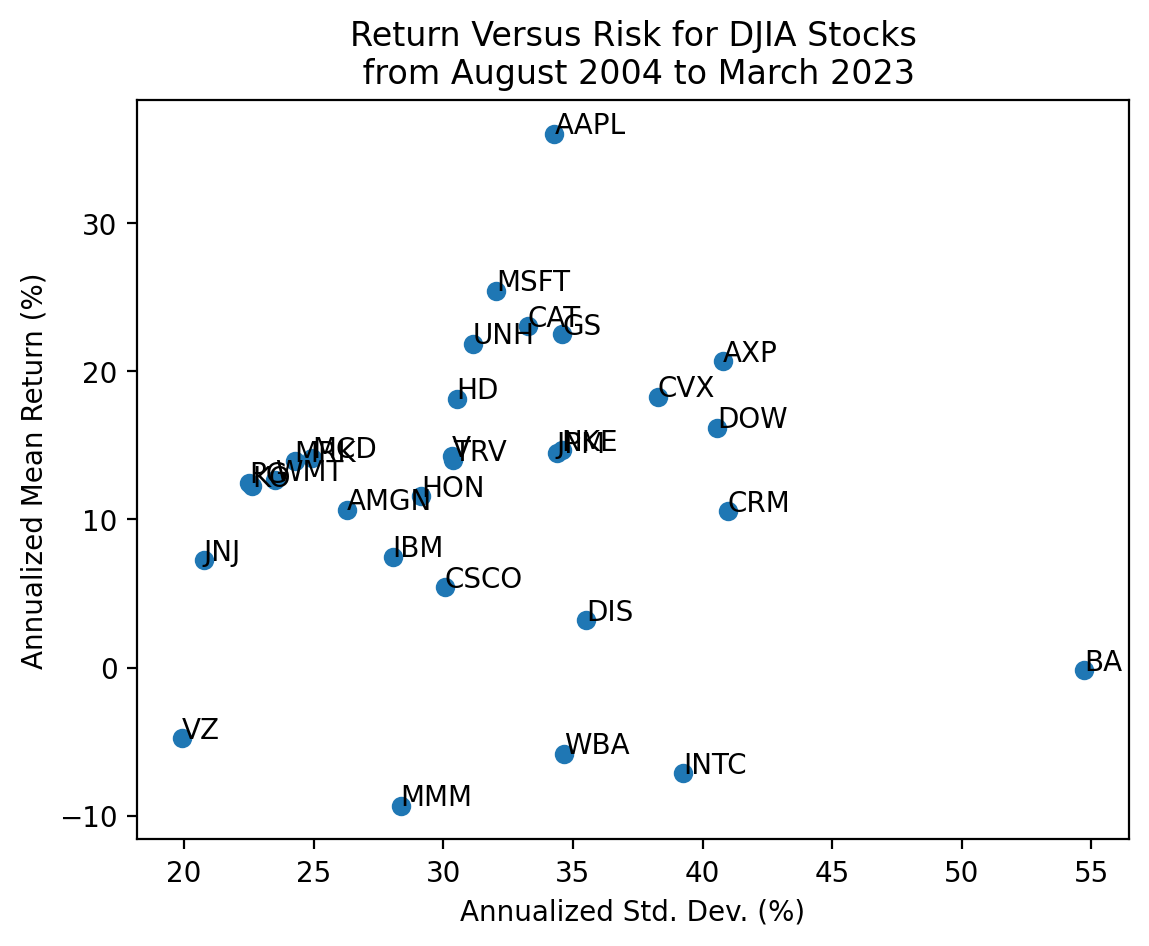 Return Versus Risk for DJIA Stocks
from August 2004 to March 2023
AAPL
30
MSFT
CAT
GS
UNH
AXP
20
HD
CVX
DOW
MRK
MCD
V
TRV
JPM
NKE
PG
KO
WMT
HON
AMGN
CRM
10
JNJ
IBM
CSCO
DIS
0
BA
VZ
WBA
INTC
MMM
−10
Annualized Mean Return (%)
20 25 30 35 40 45 50 55
Annualized Std. Dev. (%)